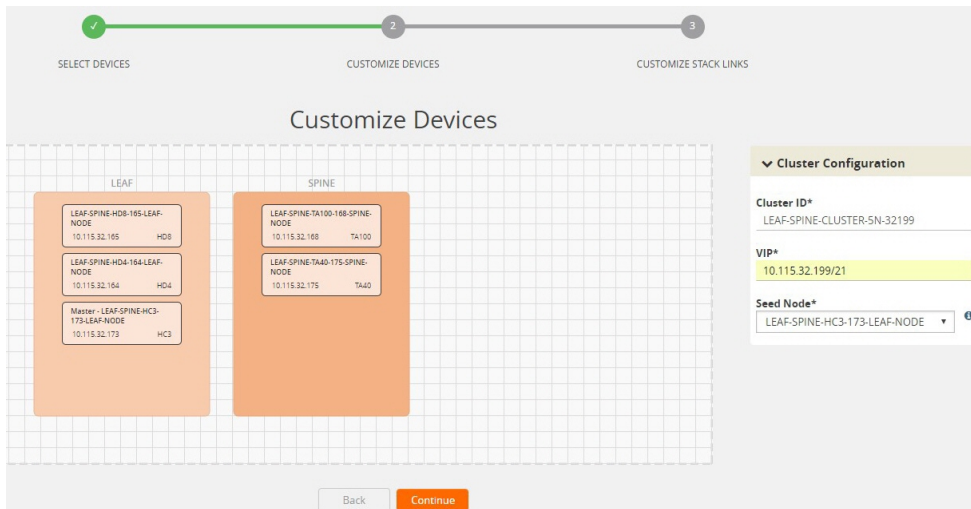 ✓
2
3
SELECT DEVICES
CUSTOMIZE DEVICES
CUSTOMIZE STACK LINKS
Customize Devices
LEAF
LEAF-SPINE-HD8-165-LEAF-
NODE
10.115.32.165 HD8
LEAF-SPINE-HD4-164-LEAF-
NODE
10.115.32.164 HD4
Master - LEAF-SPINE-HC3-
173-LEAF-NODE
10.115.32.173 HC3
SPINE
LEAF-SPINE-TA100-168-SPINE-
NODE
10.115.32.168 TA100
LEAF-SPINE-TA40-175-SPINE-
NODE
10.115.32.175 TA40
Cluster Configuration
Cluster ID*
LEAF-SPINE-CLUSTER-5N-32199
VIP*
10.115.32.199/21
Seed Node*
LEAF-SPINE-HC3-173-LEAF-NODE
Back
Continue